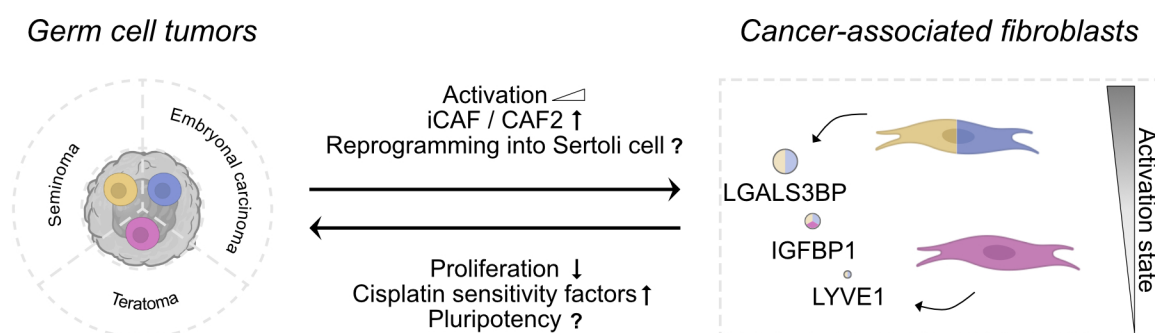 Germ cell tumors
Cancer-associated fibroblasts
Seminoma
Embryonal carcinoma
Teratoma
Activation
iCAF / CAF2 ↑
Reprogramming into Sertoli cell ?
Proliferation ↓
Cisplatin sensitivity factors ↑
Pluripotency ?
LGALS3BP
IGFBP1
LYVE1
Activation state